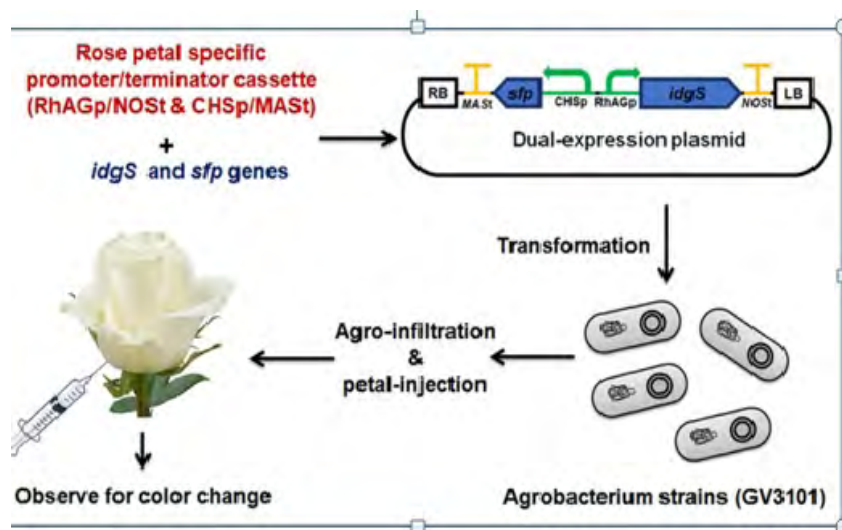 Rose petal specific
promoter/terminator cassette
(RhAGp/NOSt & CHSp/MASt)
+
idgS and sfp genes
RB
MASt
sfp
CHSp
RhAGp
idgS
NOSt
LB
Dual-expression plasmid
Transformation
Agro-infiltration
&
petal-injection
Observe for color change
Agrobacterium strains (GV3101)